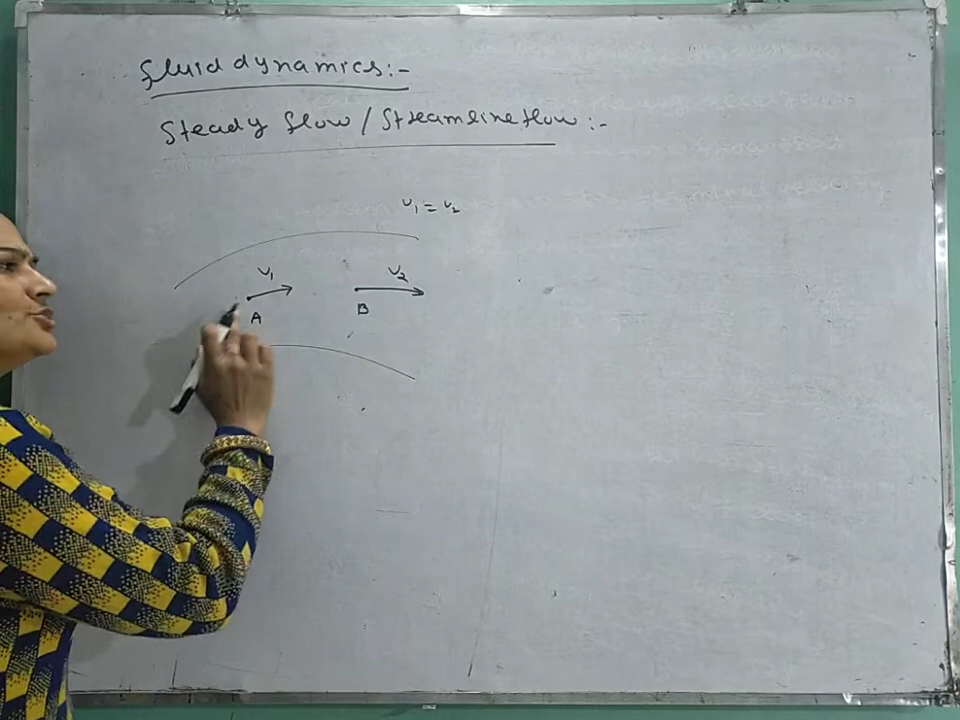 fluid dynamics:-
Steady flow / Streamline flow :-
v₁ = v₂
v₁ v₂
A B